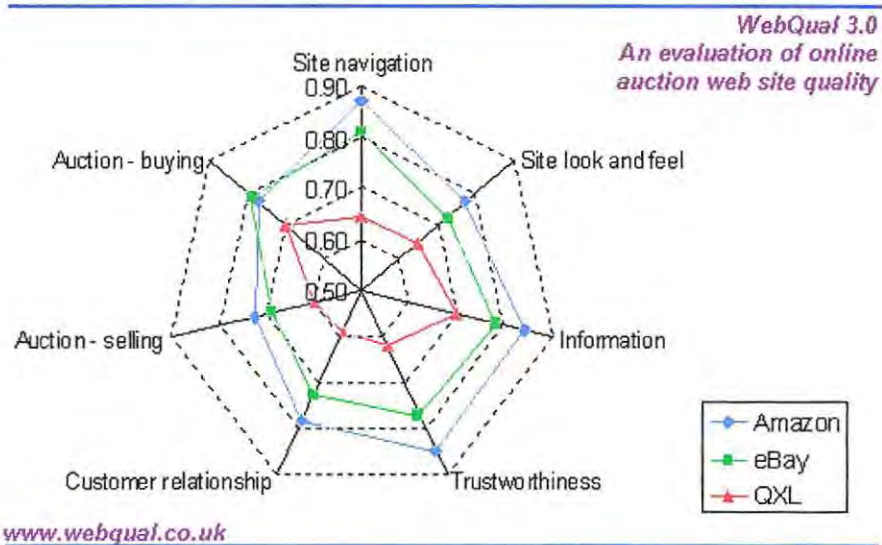 WebQual 3.0
An evaluation of online
auction web site quality
Site navigation
0.90
0.80
0.70
0.60
0.50
Site look and feel
Information
Trustworthiness
Customer relationship
Auction - selling
Auction - buying
Amazon
eBay
QXL
www.webqual.co.uk